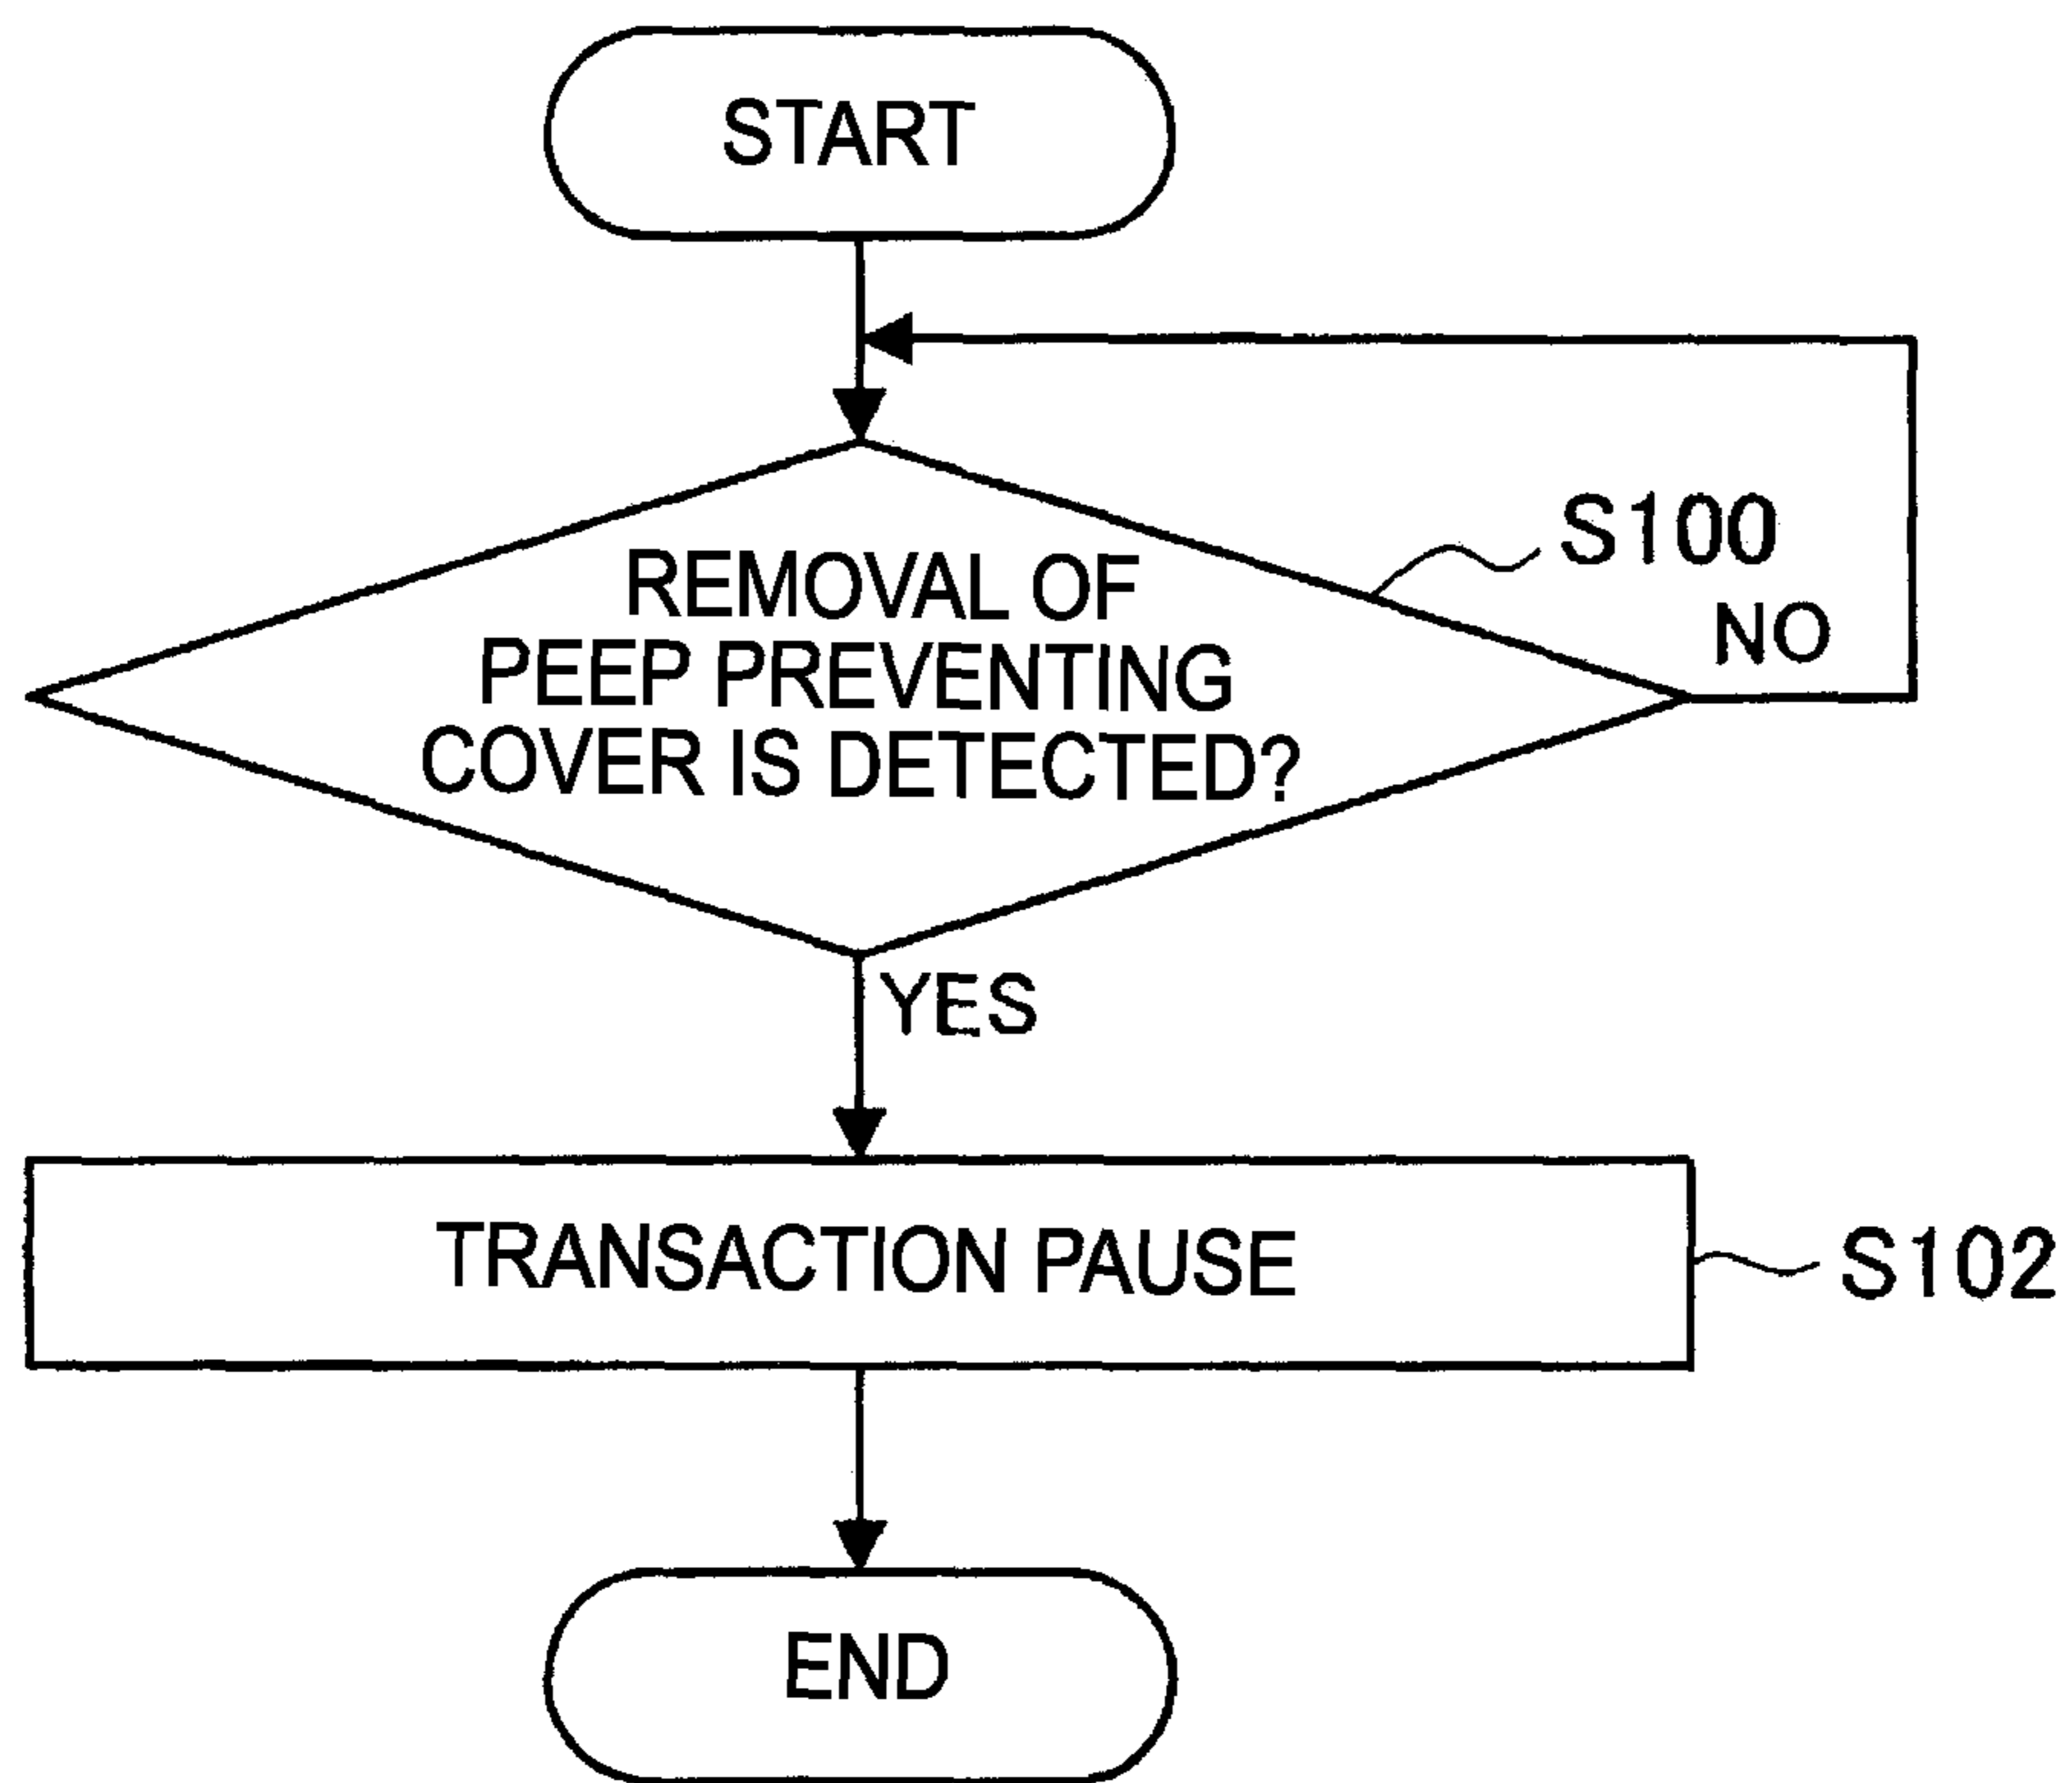 START
S100
NO
REMOVAL OF
PEEP PREVENTING
COVER IS DETECTED?
YES
TRANSACTION PAUSE
S102
END